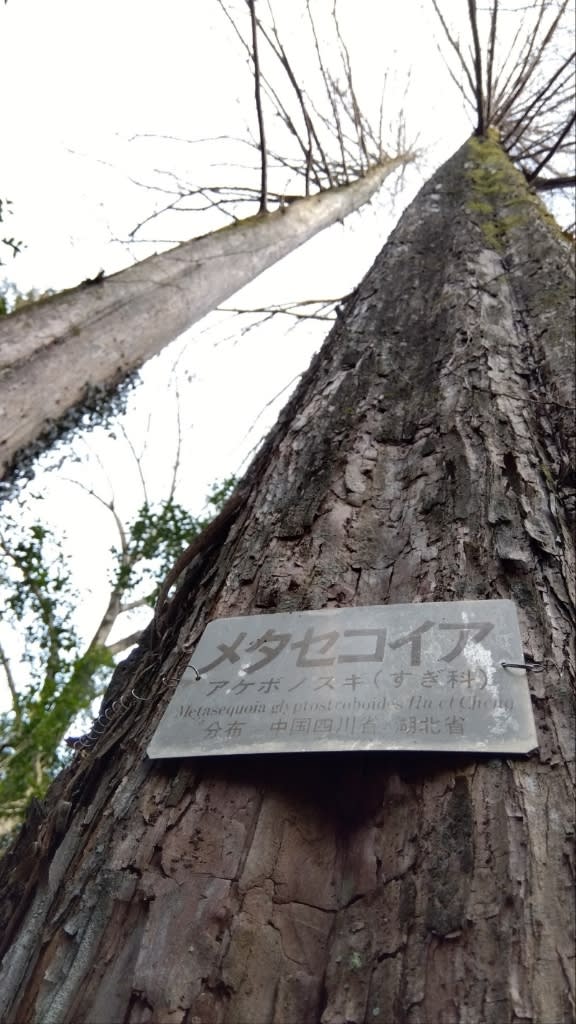 メタセコイア
アケボノスキ(すぎ科)
Metasequoia glyptostroboides Hu et Cheng
分布 中国四川省 湖北省